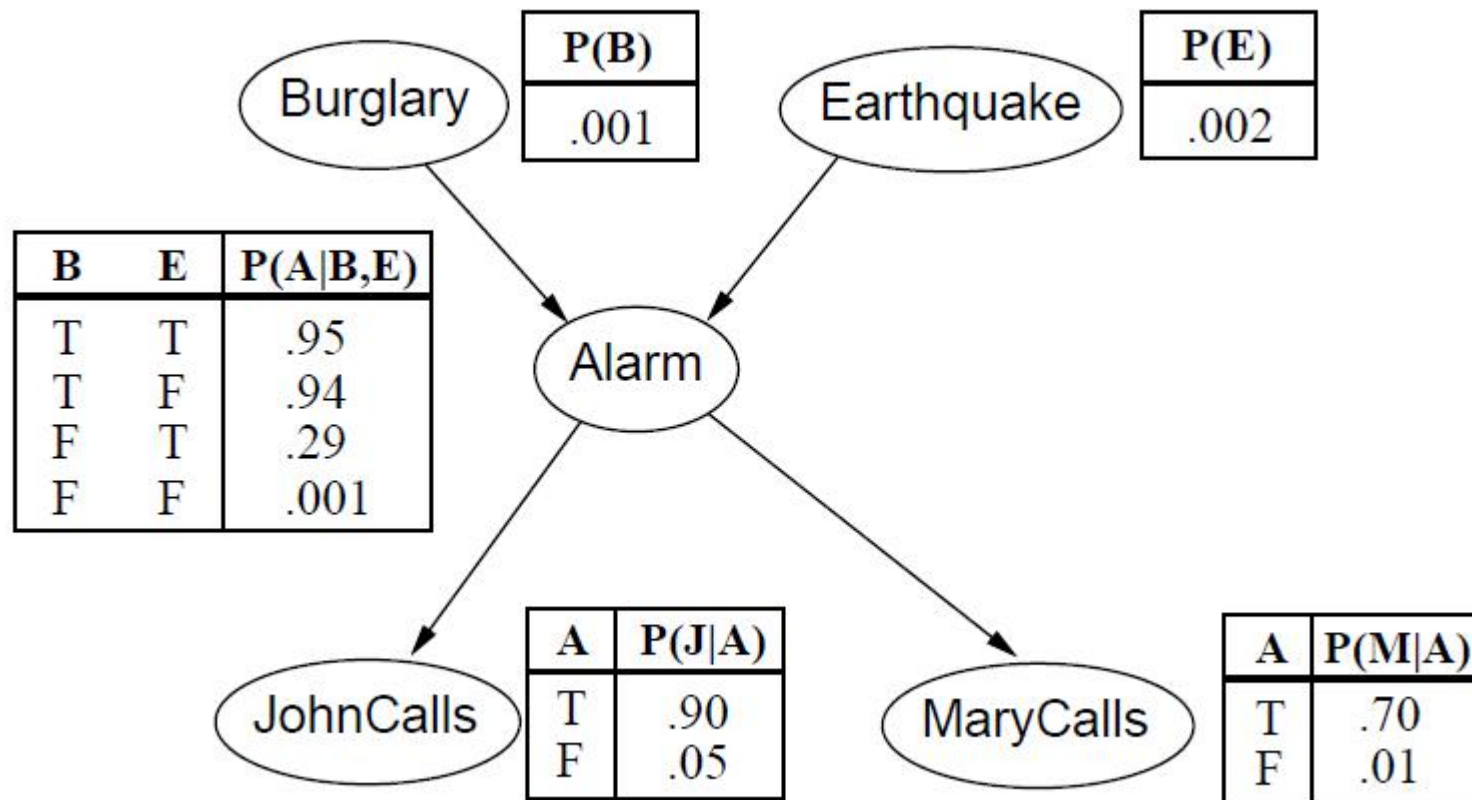 Burglary
P(B)
.001
Earthquake
P(E)
.002
B E P(A|B,E)
T T .95
T F .94
F T .29
F F .001
Alarm
JohnCalls
A P(J|A)
T .90
F .05
MaryCalls
A P(M|A)
T .70
F .01